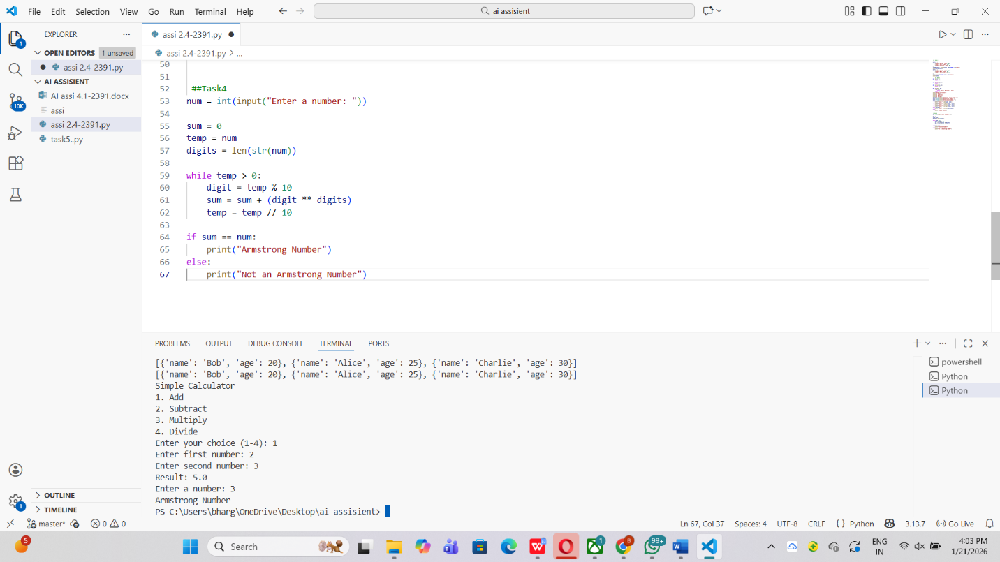 File Edit Selection View Go Run Terminal Help
ai assisient
EXPLORER
1
OPEN EDITORS 1 unsaved
assi 2.4-2391.py
AI ASSISIENT
AI assi 4.1-2391.docx
assi
assi 2.4-2391.py
task5..py
10K
OUTLINE
TIMELINE
1
assi 2.4-2391.py
assi 2.4-2391.py > ...
50
51
52 ##Task4
53 num = int(input("Enter a number: "))
54
55 sum = 0
56 temp = num
57 digits = len(str(num))
58
59 while temp > 0:
60 digit = temp % 10
61 sum = sum + (digit ** digits)
62 temp = temp // 10
63
64 if sum == num:
65 print("Armstrong Number")
66 else:
67 print("Not an Armstrong Number")
PROBLEMS OUTPUT DEBUG CONSOLE TERMINAL PORTS
[{'name': 'Bob', 'age': 20}, {'name': 'Alice', 'age': 25}, {'name': 'Charlie', 'age': 30}]
[{'name': 'Bob', 'age': 20}, {'name': 'Alice', 'age': 25}, {'name': 'Charlie', 'age': 30}]
Simple Calculator
1. Add
2. Subtract
3. Multiply
4. Divide
Enter your choice (1-4): 1
Enter first number: 2
Enter second number: 3
Result: 5.0
Enter a number: 3
Armstrong Number
PS C:\Users\bharg\OneDrive\Desktop\ai assisient>
powershell
Python
Python
master* 0 0
Ln 67, Col 37 Spaces: 4 UTF-8 CRLF { } Python 3.13.7 Go Live
5
Search
W
1
B
99+
ENG
IN
4:03 PM
1/21/2026